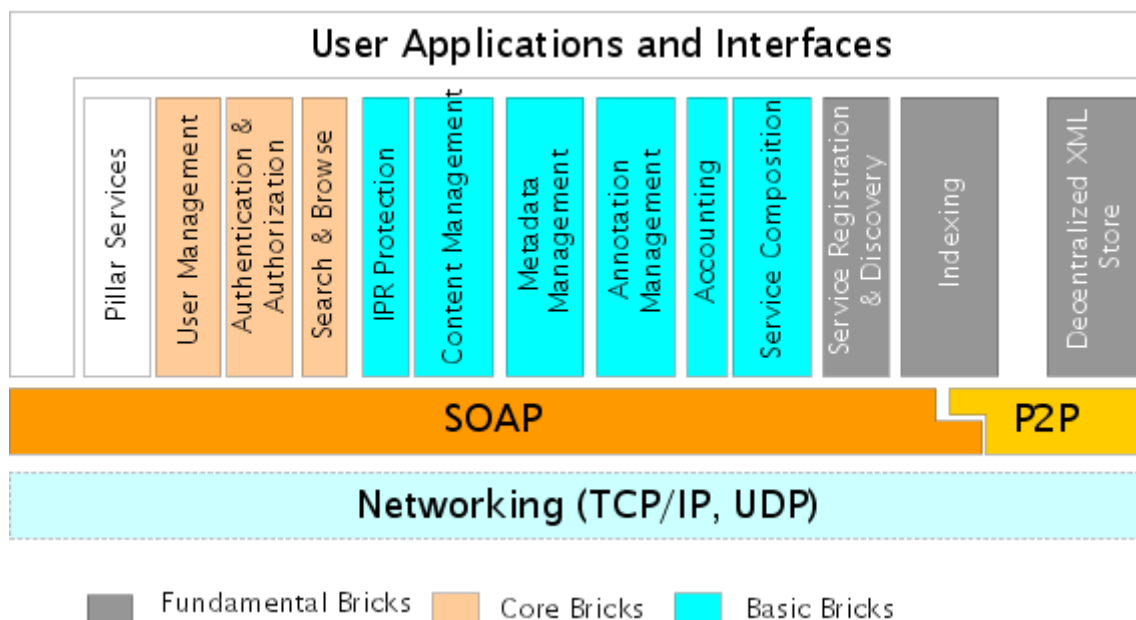 User Applications and Interfaces
Pillar Services
User Management
Authentication &
Authorization
Search & Browse
IPR Protection
Content Management
Metadata
Management
Annotation
Management
Accounting
Service Composition
Service Registration
& Discovery
Indexing
Decentralized XML
Store
SOAP
P2P
Networking (TCP/IP, UDP)
Fundamental Bricks
Core Bricks
Basic Bricks